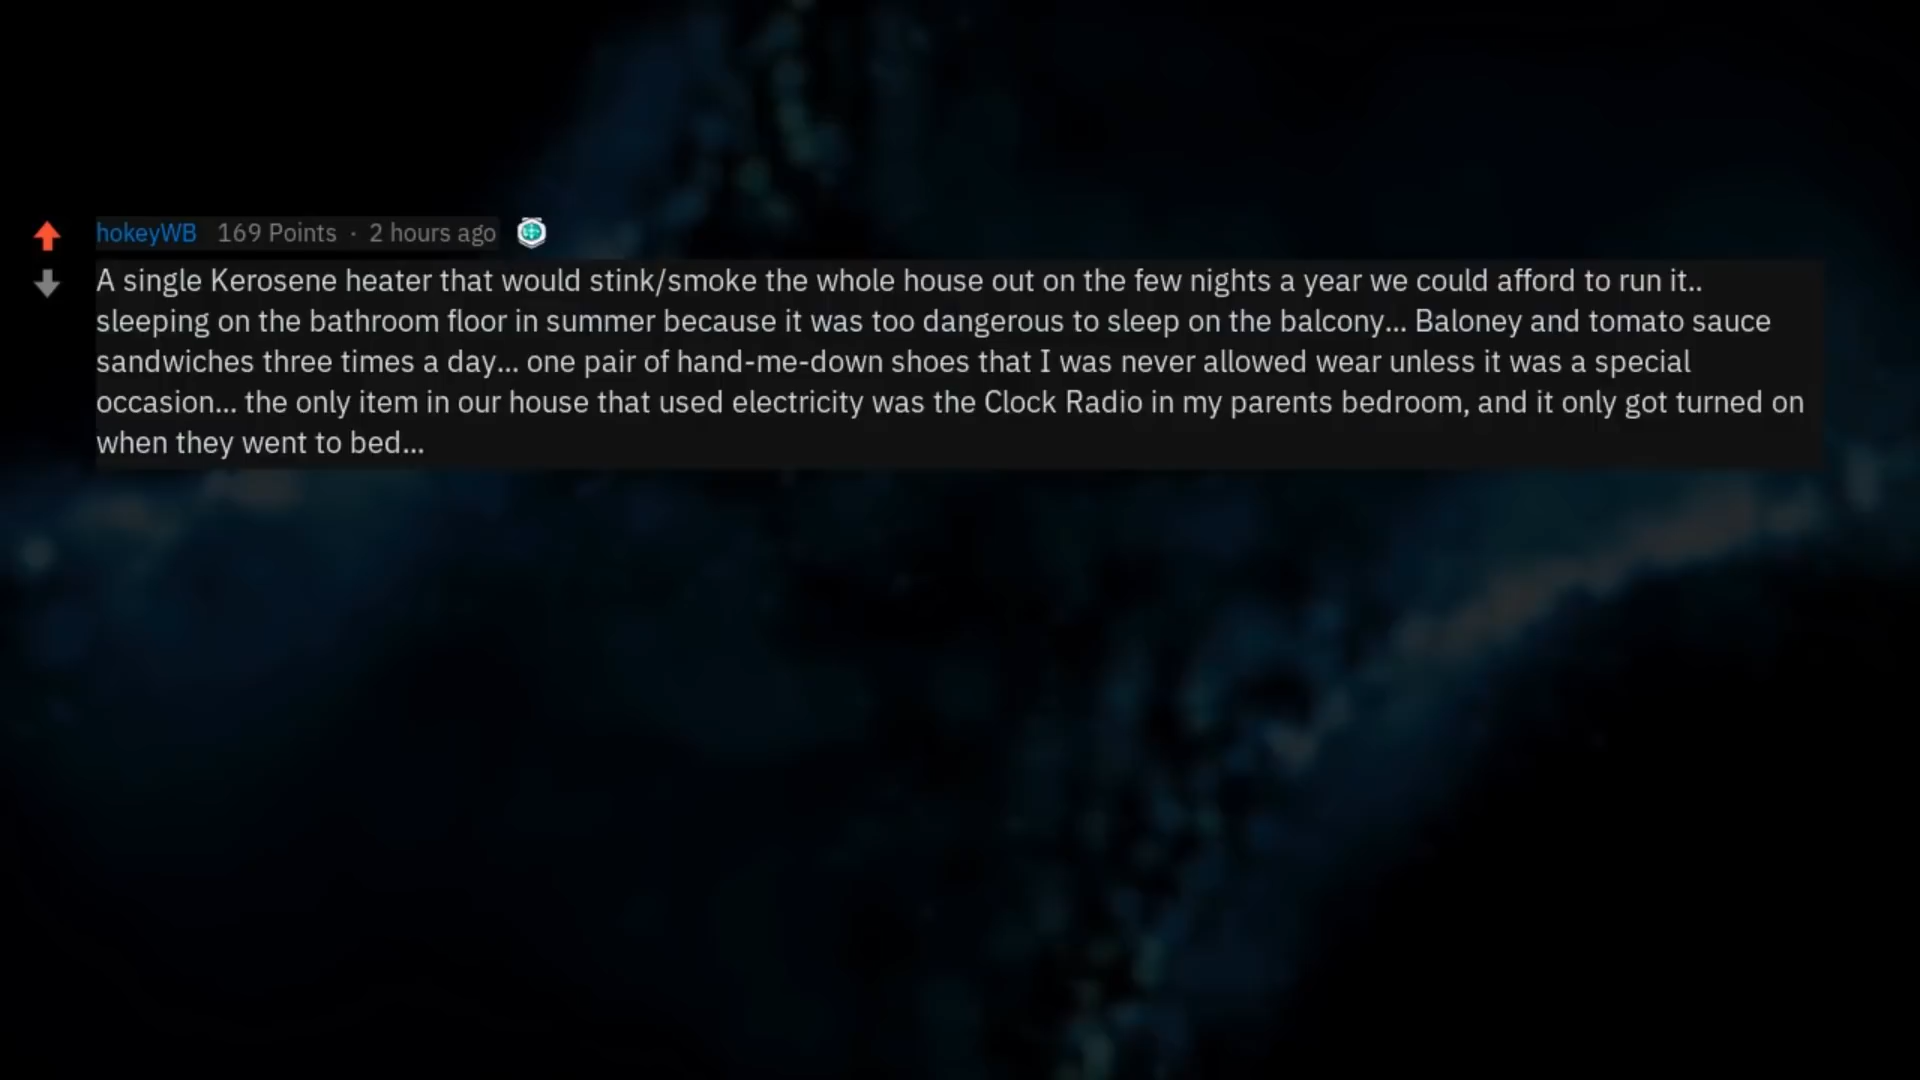 hokeyWB 169 Points · 2 hours ago
A single Kerosene heater that would stink/smoke the whole house out on the few nights a year we could afford to run it..
sleeping on the bathroom floor in summer because it was too dangerous to sleep on the balcony... Baloney and tomato sauce
sandwiches three times a day... one pair of hand-me-down shoes that I was never allowed wear unless it was a special
occasion... the only item in our house that used electricity was the Clock Radio in my parents bedroom, and it only got turned on
when they went to bed...